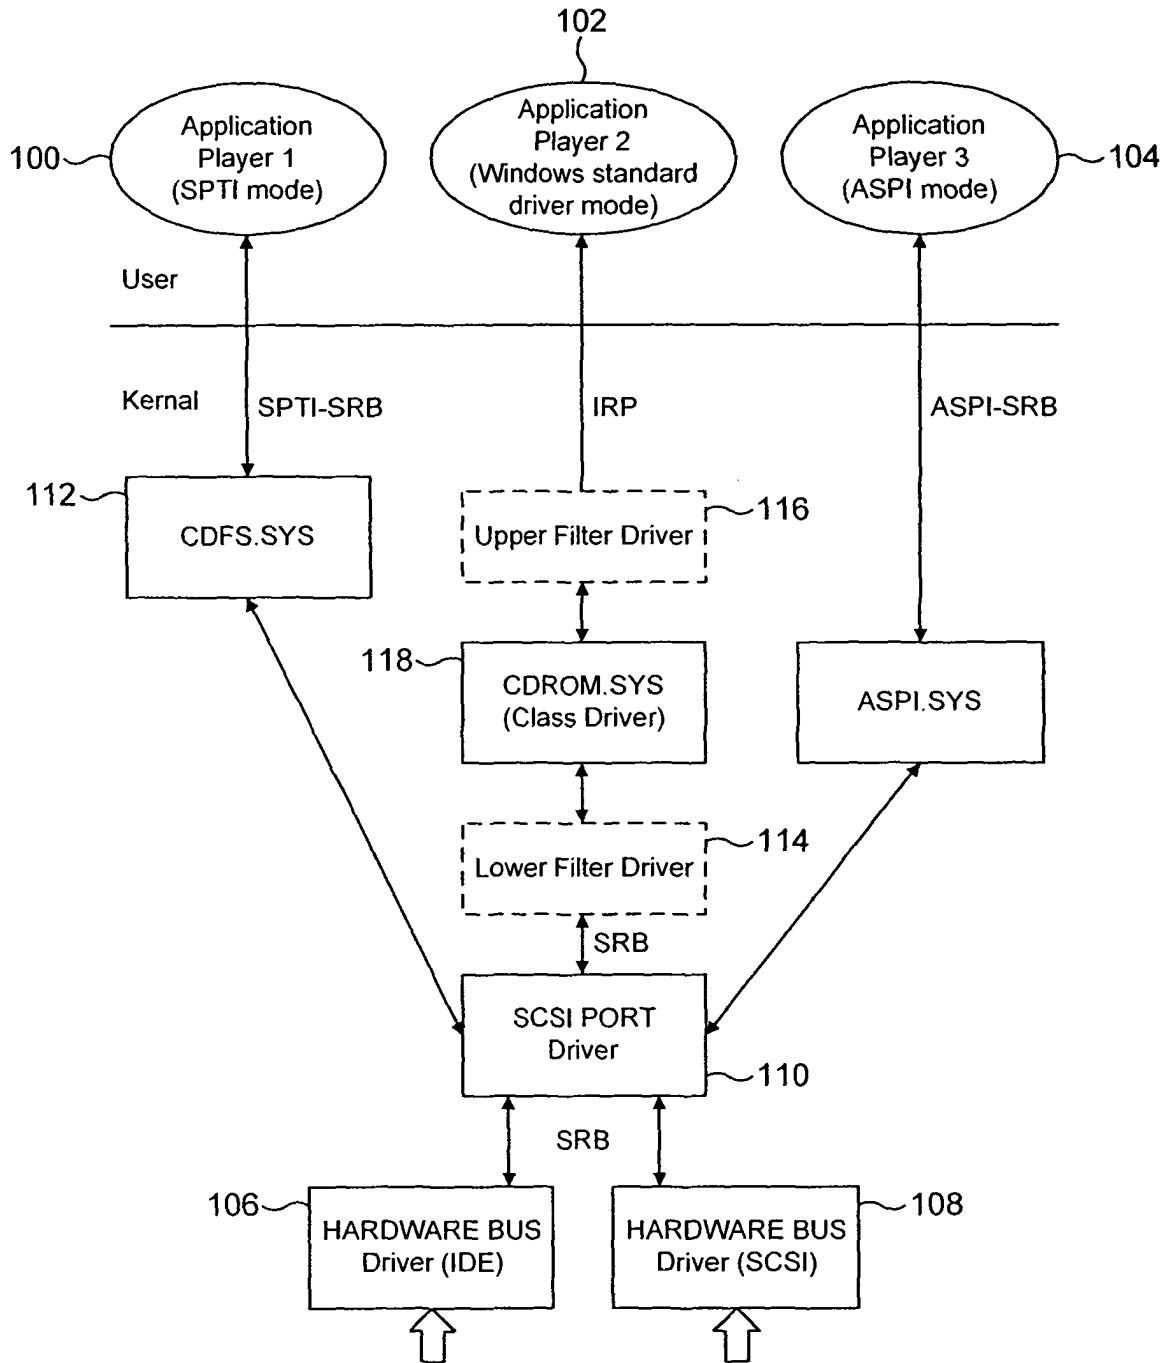 102
Application
Player 1
(SPTI mode)
Application
Player 2
(Windows standard
driver mode)
Application
Player 3
(ASPI mode)
100
104
User
Kernal
SPTI-SRB
IRP
ASPI-SRB
112
CDFS.SYS
Upper Filter Driver
116
118
CDROM.SYS
(Class Driver)
ASPI.SYS
Lower Filter Driver
114
SRB
SCSI PORT
Driver
110
SRB
106
HARDWARE BUS
Driver (IDE)
HARDWARE BUS
Driver (SCSI)
108